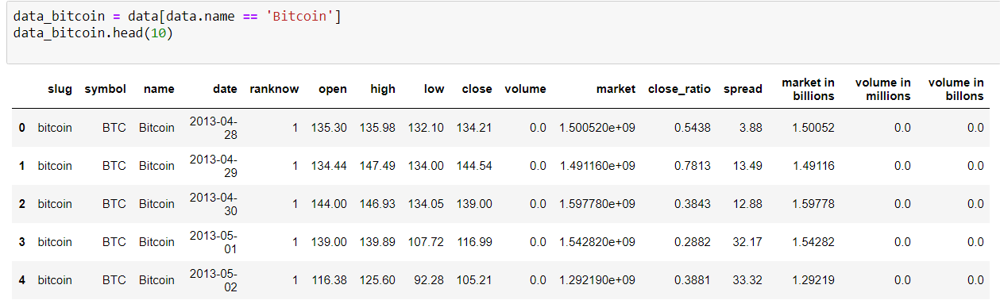 data_bitcoin = data[data.name == 'Bitcoin']
data_bitcoin.head(10)
slug symbol name date ranknow open high low close volume market close_ratio spread market in billions volume in millions volume in billons
0 bitcoin BTC Bitcoin 2013-04-28 1 135.30 135.98 132.10 134.21 0.0 1.500520e+09 0.5438 3.88 1.50052 0.0 0.0
1 bitcoin BTC Bitcoin 2013-04-29 1 134.44 147.49 134.00 144.54 0.0 1.491160e+09 0.7813 13.49 1.49116 0.0 0.0
2 bitcoin BTC Bitcoin 2013-04-30 1 144.00 146.93 134.05 139.00 0.0 1.597780e+09 0.3843 12.88 1.59778 0.0 0.0
3 bitcoin BTC Bitcoin 2013-05-01 1 139.00 139.89 107.72 116.99 0.0 1.542820e+09 0.2882 32.17 1.54282 0.0 0.0
4 bitcoin BTC Bitcoin 2013-05-02 1 116.38 125.60 92.28 105.21 0.0 1.292190e+09 0.3881 33.32 1.29219 0.0 0.0